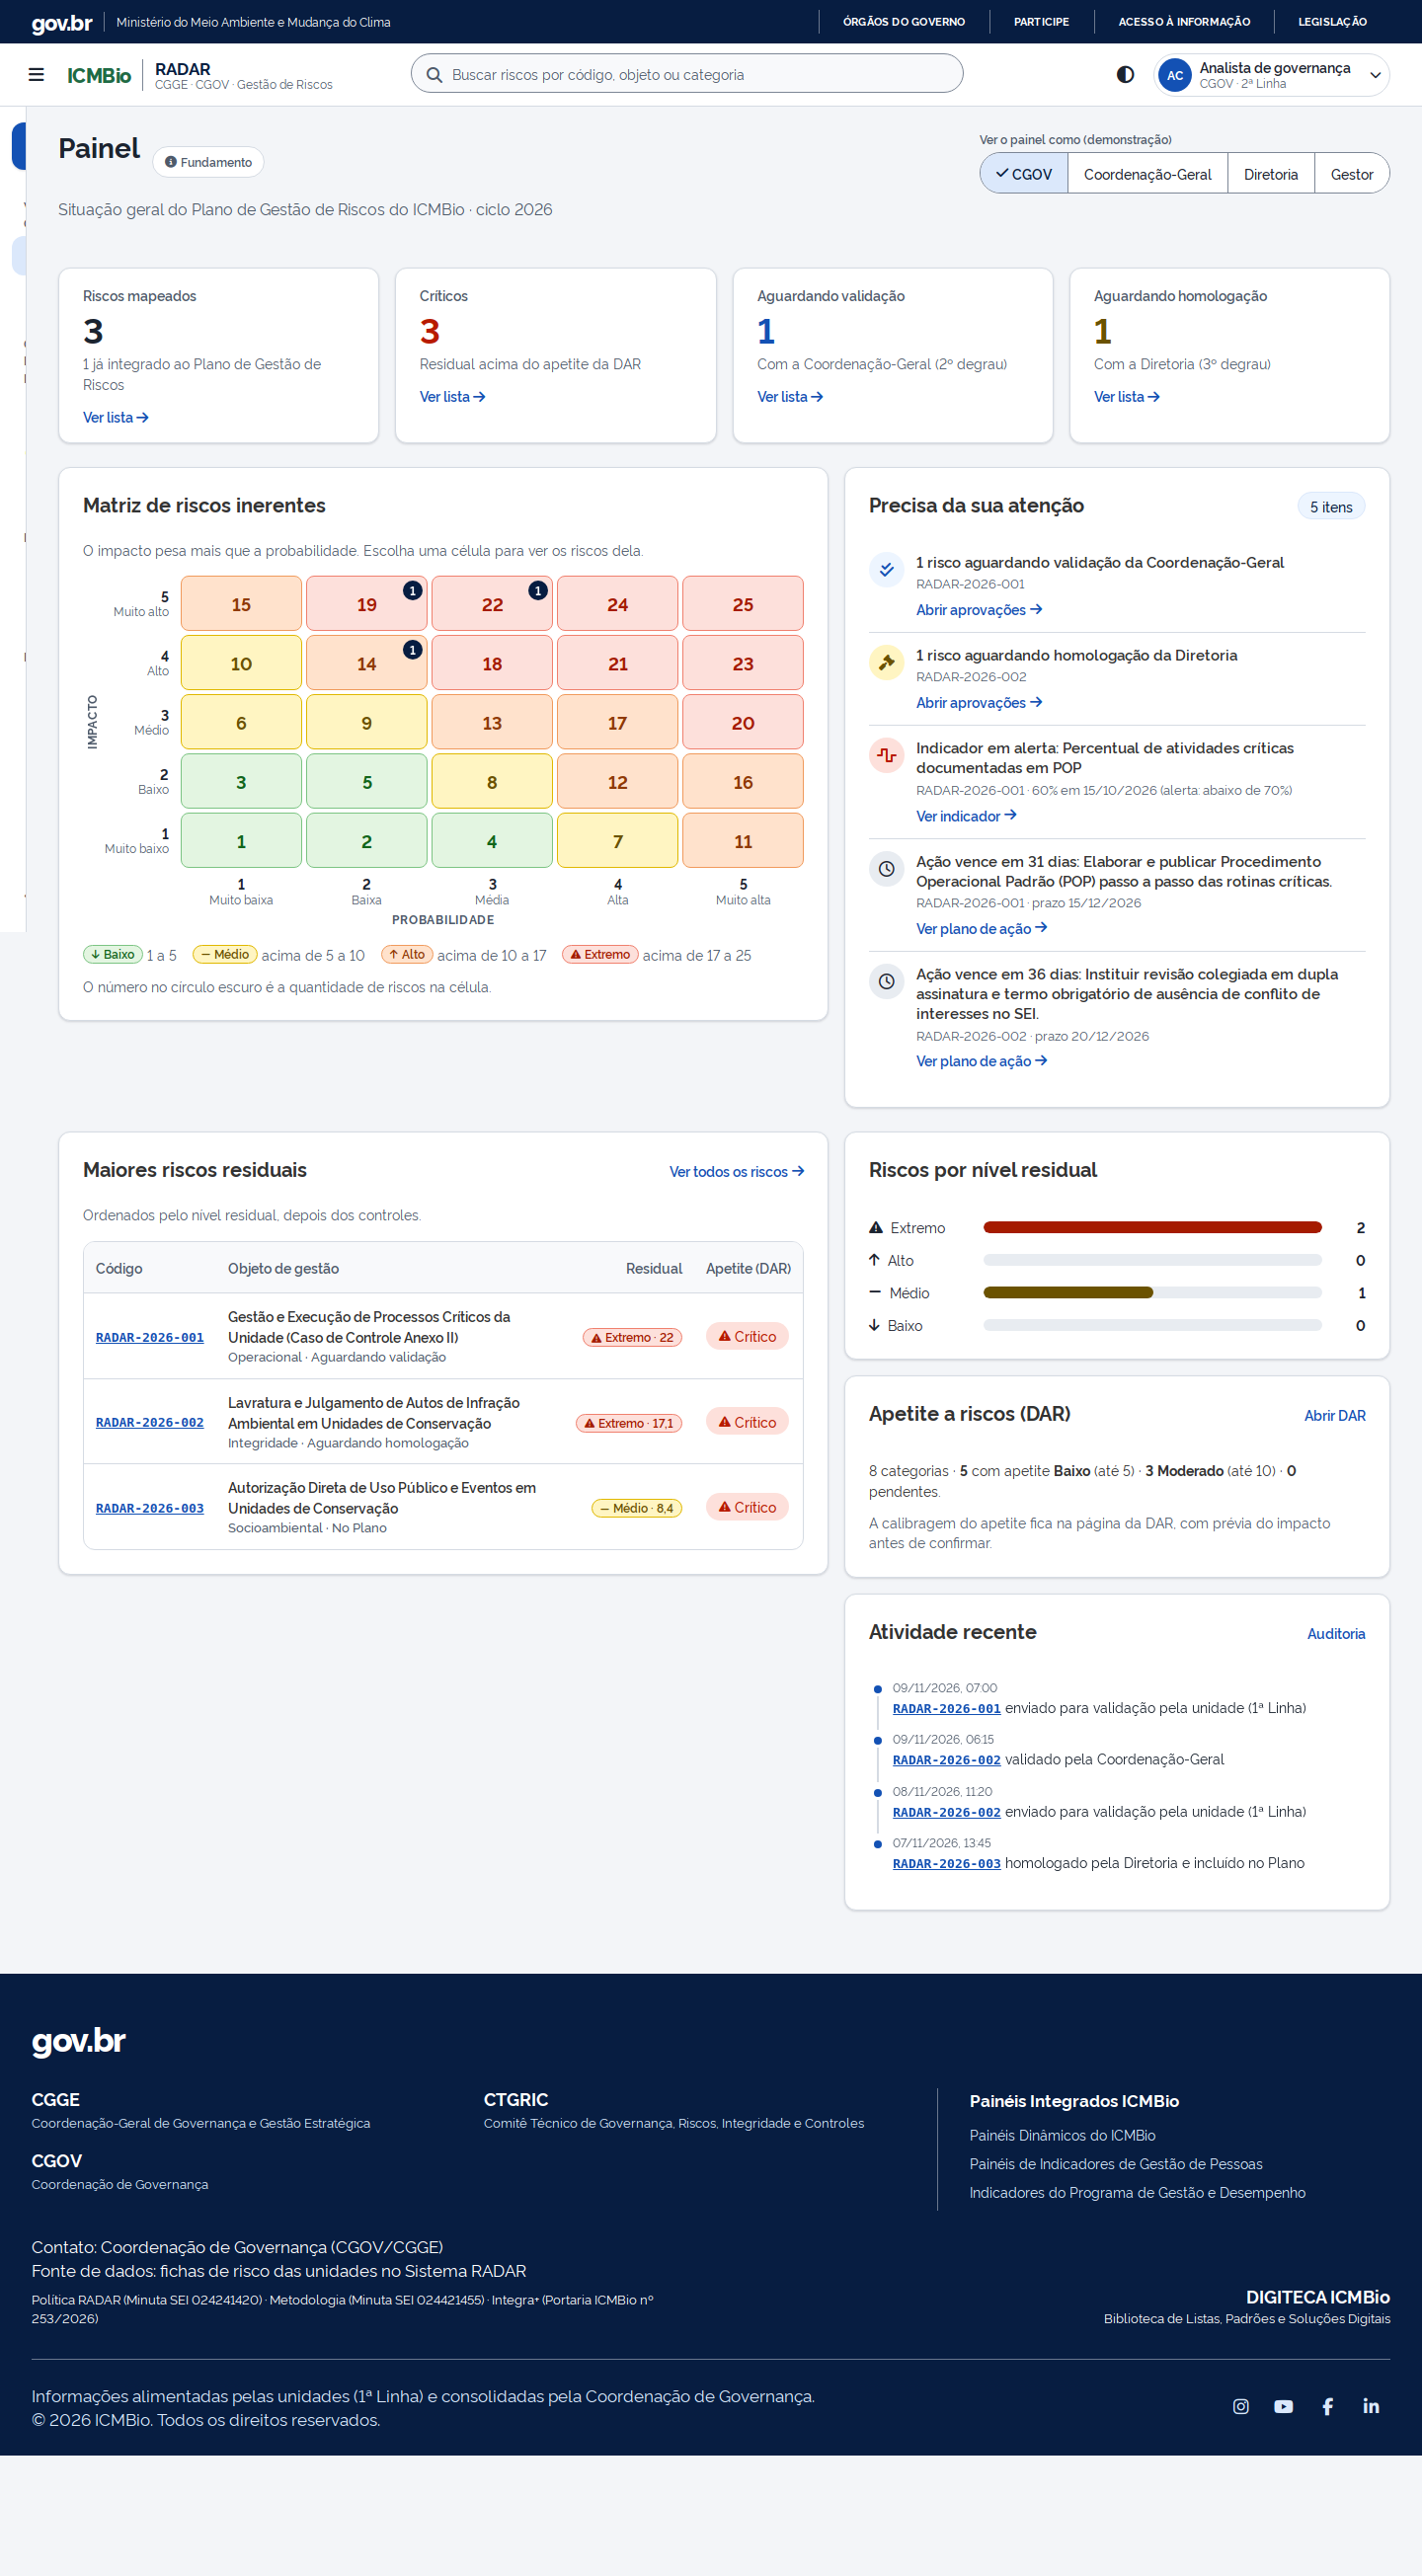 gov.br
Ministério do Meio Ambiente e Mudança do Clima
ÓRGÃOS DO GOVERNO
PARTICIPE
ACESSO À INFORMAÇÃO
LEGISLAÇÃO
ICMBio
RADAR
CGGE · CGOV · Gestão de Riscos
Buscar riscos por código, objeto ou categoria
AC
Analista de governança
CGOV · 2ª Linha
Painel
Fundamento
Situação geral do Plano de Gestão de Riscos do ICMBio · ciclo 2026
Ver o painel como (demonstração)
CGOV
Coordenação-Geral
Diretoria
Gestor
Riscos mapeados
3
1 já integrado ao Plano de Gestão de
Riscos
Ver lista
Críticos
3
Residual acima do apetite da DAR
Ver lista
Aguardando validação
1
Com a Coordenação-Geral (2º degrau)
Ver lista
Aguardando homologação
1
Com a Diretoria (3º degrau)
Ver lista
Matriz de riscos inerentes
O impacto pesa mais que a probabilidade. Escolha uma célula para ver os riscos dela.
IMPACTO
5
Muito alto
15
19
1
22
1
24
25
4
Alto
10
14
1
18
21
23
3
Médio
6
9
13
17
20
2
Baixo
3
5
8
12
16
1
Muito baixo
1
2
4
7
11
1
Muito baixa
2
Baixa
3
Média
4
Alta
5
Muito alta
PROBABILIDADE
Baixo 1 a 5
Médio acima de 5 a 10
Alto acima de 10 a 17
Extremo acima de 17 a 25
O número no círculo escuro é a quantidade de riscos na célula.
Precisa da sua atenção
5 itens
1 risco aguardando validação da Coordenação-Geral
RADAR-2026-001
Abrir aprovações
1 risco aguardando homologação da Diretoria
RADAR-2026-002
Abrir aprovações
Indicador em alerta: Percentual de atividades críticas
documentadas em POP
RADAR-2026-001 · 60% em 15/10/2026 (alerta: abaixo de 70%)
Ver indicador
Ação vence em 31 dias: Elaborar e publicar Procedimento
Operacional Padrão (POP) passo a passo das rotinas críticas.
RADAR-2026-001 · prazo 15/12/2026
Ver plano de ação
Ação vence em 36 dias: Instituir revisão colegiada em dupla
assinatura e termo obrigatório de ausência de conflito de
interesses no SEI.
RADAR-2026-002 · prazo 20/12/2026
Ver plano de ação
Maiores riscos residuais
Ver todos os riscos
Ordenados pelo nível residual, depois dos controles.
Código
Objeto de gestão
Residual
Apetite (DAR)
RADAR-2026-001
Gestão e Execução de Processos Críticos da
Unidade (Caso de Controle Anexo II)
Operacional · Aguardando validação
Extremo · 22
Crítico
RADAR-2026-002
Lavratura e Julgamento de Autos de Infração
Ambiental em Unidades de Conservação
Integridade · Aguardando homologação
Extremo · 17,1
Crítico
RADAR-2026-003
Autorização Direta de Uso Público e Eventos em
Unidades de Conservação
Socioambiental · No Plano
Médio · 8,4
Crítico
Riscos por nível residual
Extremo
2
Alto
0
Médio
1
Baixo
0
Apetite a riscos (DAR)
Abrir DAR
8 categorias · 5 com apetite Baixo (até 5) · 3 Moderado (até 10) · 0
pendentes.
A calibragem do apetite fica na página da DAR, com prévia do impacto
antes de confirmar.
Atividade recente
Auditoria
09/11/2026, 07:00
RADAR-2026-001 enviado para validação pela unidade (1ª Linha)
09/11/2026, 06:15
RADAR-2026-002 validado pela Coordenação-Geral
08/11/2026, 11:20
RADAR-2026-002 enviado para validação pela unidade (1ª Linha)
07/11/2026, 13:45
RADAR-2026-003 homologado pela Diretoria e incluído no Plano
gov.br
CGGE
Coordenação-Geral de Governança e Gestão Estratégica
CGOV
Coordenação de Governança
CTGRIC
Comitê Técnico de Governança, Riscos, Integridade e Controles
Painéis Integrados ICMBio
Painéis Dinâmicos do ICMBio
Painéis de Indicadores de Gestão de Pessoas
Indicadores do Programa de Gestão e Desempenho
Contato: Coordenação de Governança (CGOV/CGGE)
Fonte de dados: fichas de risco das unidades no Sistema RADAR
Política RADAR (Minuta SEI 024241420) · Metodologia (Minuta SEI 024421455) · Integra+ (Portaria ICMBio nº
253/2026)
DIGITECA ICMBio
Biblioteca de Listas, Padrões e Soluções Digitais
Informações alimentadas pelas unidades (1ª Linha) e consolidadas pela Coordenação de Governança.
© 2026 ICMBio. Todos os direitos reservados.